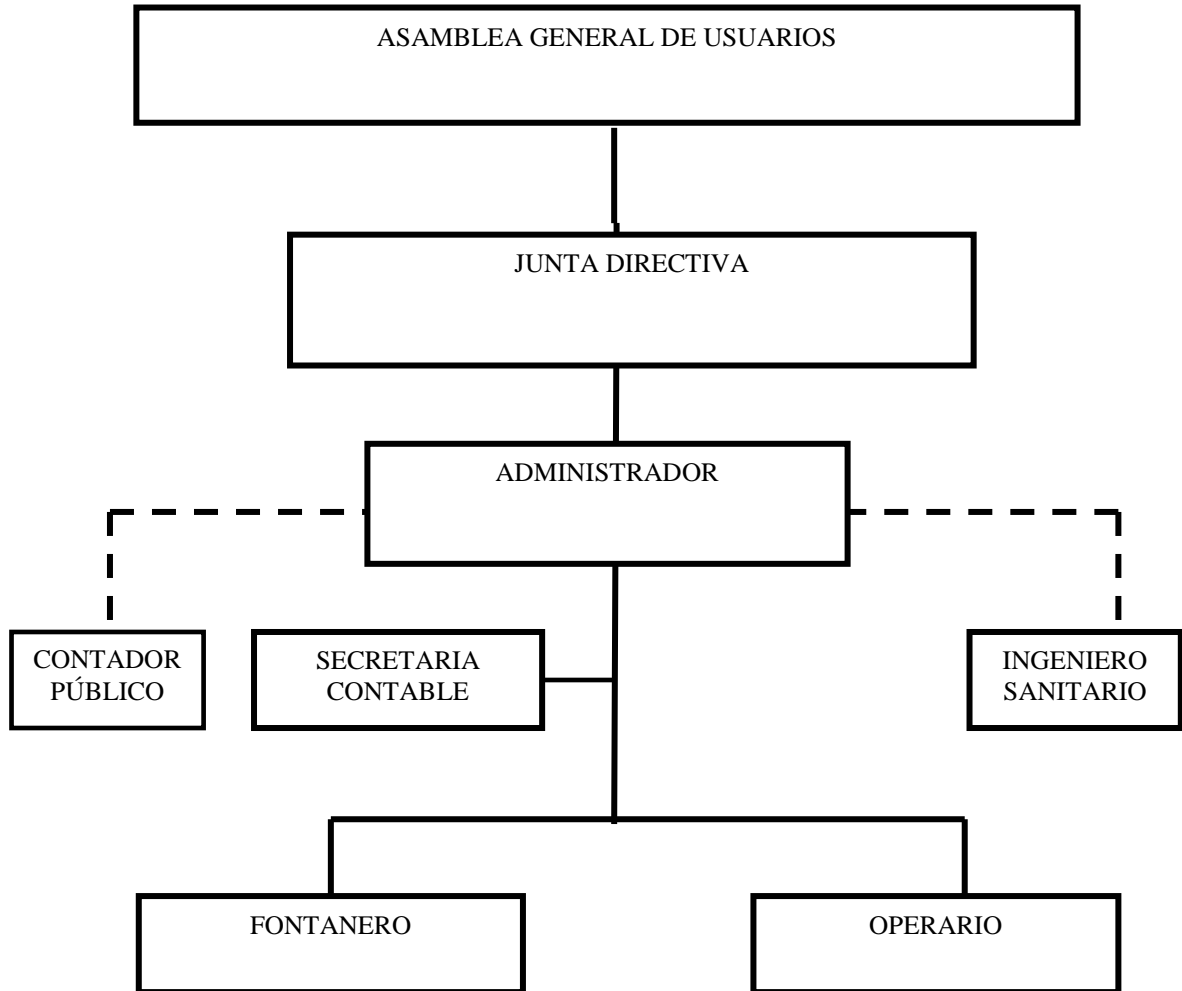 ASAMBLEA GENERAL DE USUARIOS
JUNTA DIRECTIVA
ADMINISTRADOR
CONTADOR
PÚBLICO
SECRETARIA
CONTABLE
INGENIERO
SANITARIO
FONTANERO
OPERARIO